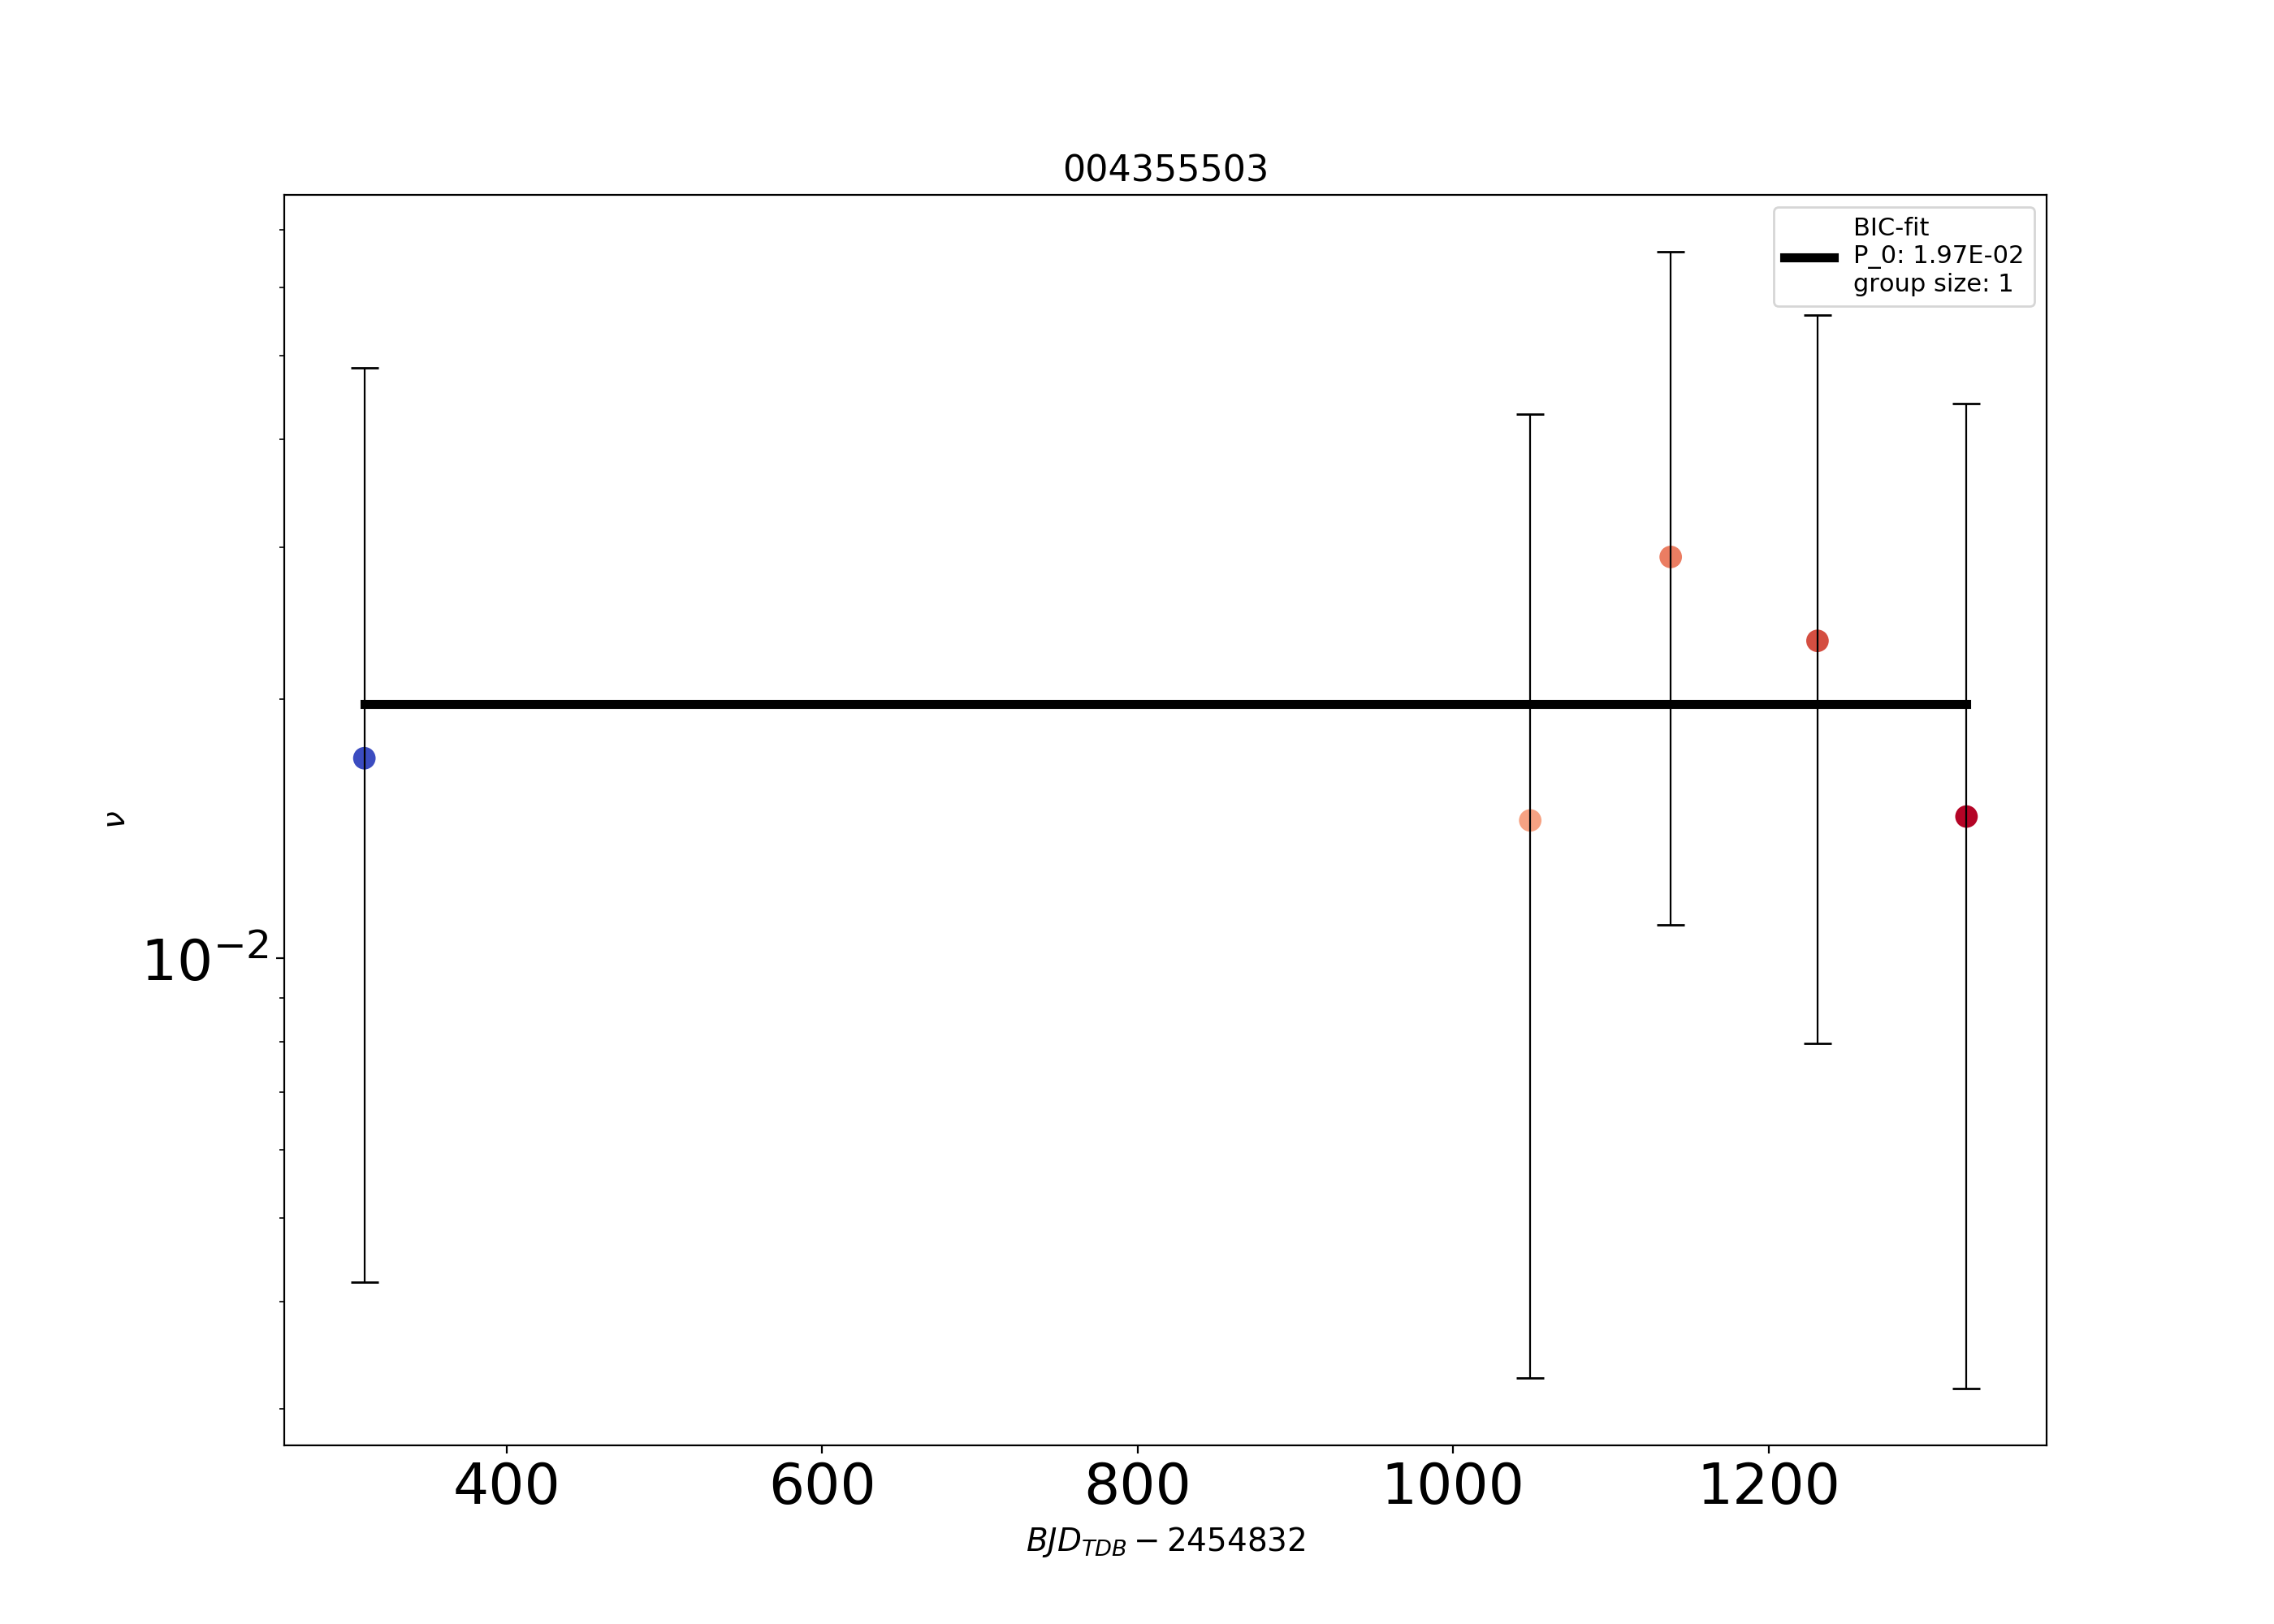 004355503
BIC-fit
P_0: 1.97E-02
group size: 1
ν
10⁻²
400 600 800 1000 1200
BJD_TDB − 2454832